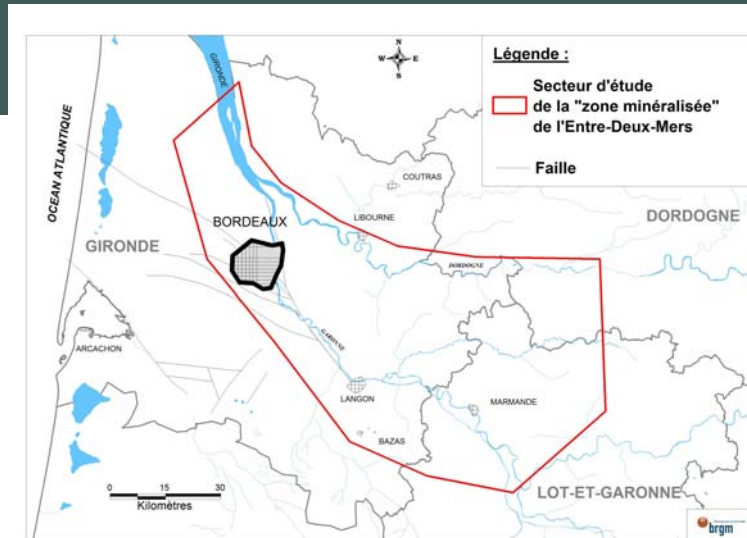 GIRONDE
N
W E
S
Légende :
Secteur d'étude
de la "zone minéralisée"
de l'Entre-Deux-Mers
Faille
OCEAN ATLANTIQUE
COUTRAS
LIBOURNE
BORDEAUX
DORDOGNE
GIRONDE
DORDOGNE
GARONNE
ARCACHON
LANGON
MARMANDE
BAZAS
0 15 30
Kilomètres
LOT-ET-GARONNE
brgm